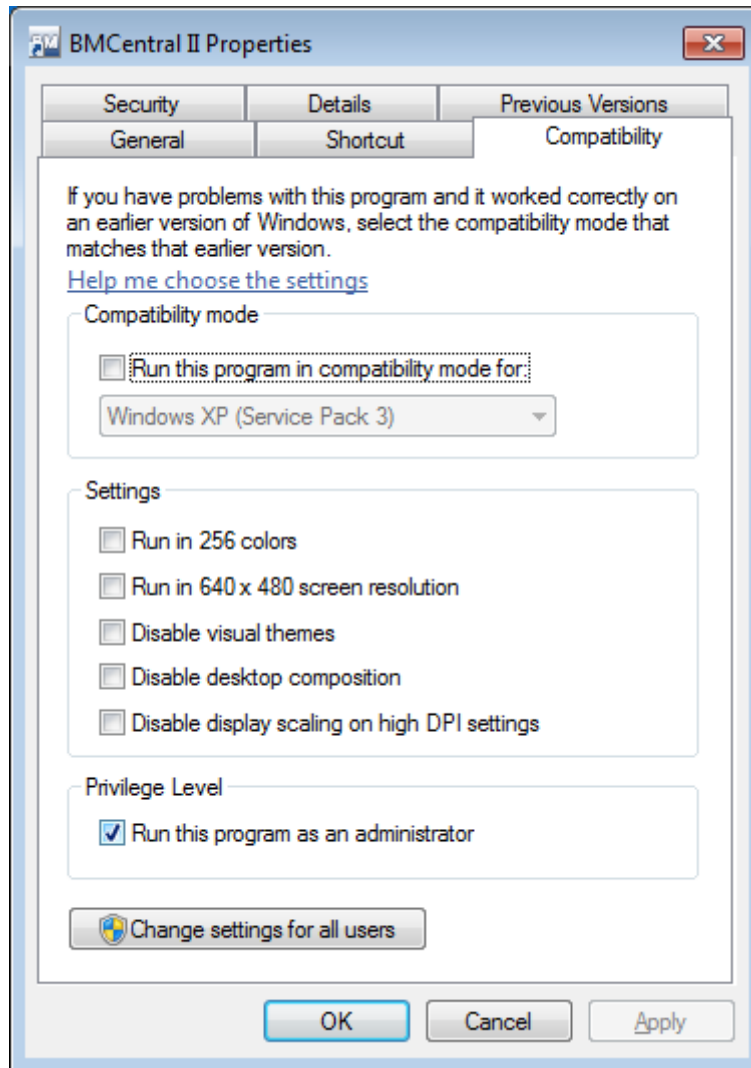 BM BMCentral II Properties
Security Details Previous Versions
General Shortcut Compatibility
If you have problems with this program and it worked correctly on
an earlier version of Windows, select the compatibility mode that
matches that earlier version.
Help me choose the settings
Compatibility mode
Run this program in compatibility mode for:
Windows XP (Service Pack 3)
Settings
Run in 256 colors
Run in 640 x 480 screen resolution
Disable visual themes
Disable desktop composition
Disable display scaling on high DPI settings
Privilege Level
Run this program as an administrator
Change settings for all users
OK Cancel Apply